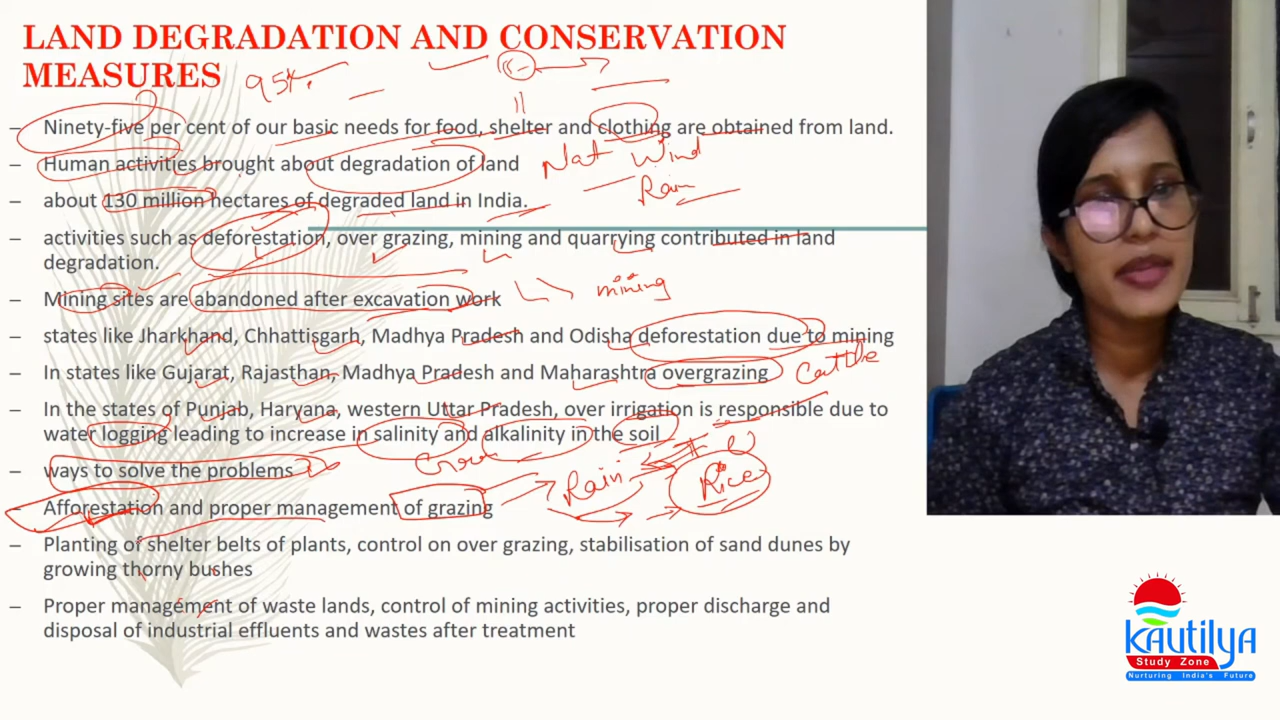 LAND DEGRADATION AND CONSERVATION
MEASURES
95%
– Ninety-five per cent of our basic needs for food, shelter and clothing are obtained from land.
– Human activities brought about degradation of land
Nat Wind
Rain
– about 130 million hectares of degraded land in India.
– activities such as deforestation, over grazing, mining and quarrying contributed in land
degradation.
– Mining sites are abandoned after excavation work
mining
– states like Jharkhand, Chhattisgarh, Madhya Pradesh and Odisha deforestation due to mining
– In states like Gujarat, Rajasthan, Madhya Pradesh and Maharashtra overgrazing
Cattle
– In the states of Punjab, Haryana, western Uttar Pradesh, over irrigation is responsible due to
water logging leading to increase in salinity and alkalinity in the soil
– ways to solve the problems
Rain
Rice
– Afforestation and proper management of grazing
– Planting of shelter belts of plants, control on over grazing, stabilisation of sand dunes by
growing thorny bushes
– Proper management of waste lands, control of mining activities, proper discharge and
disposal of industrial effluents and wastes after treatment
Kautilya
Study Zone
Nurturing India's Future